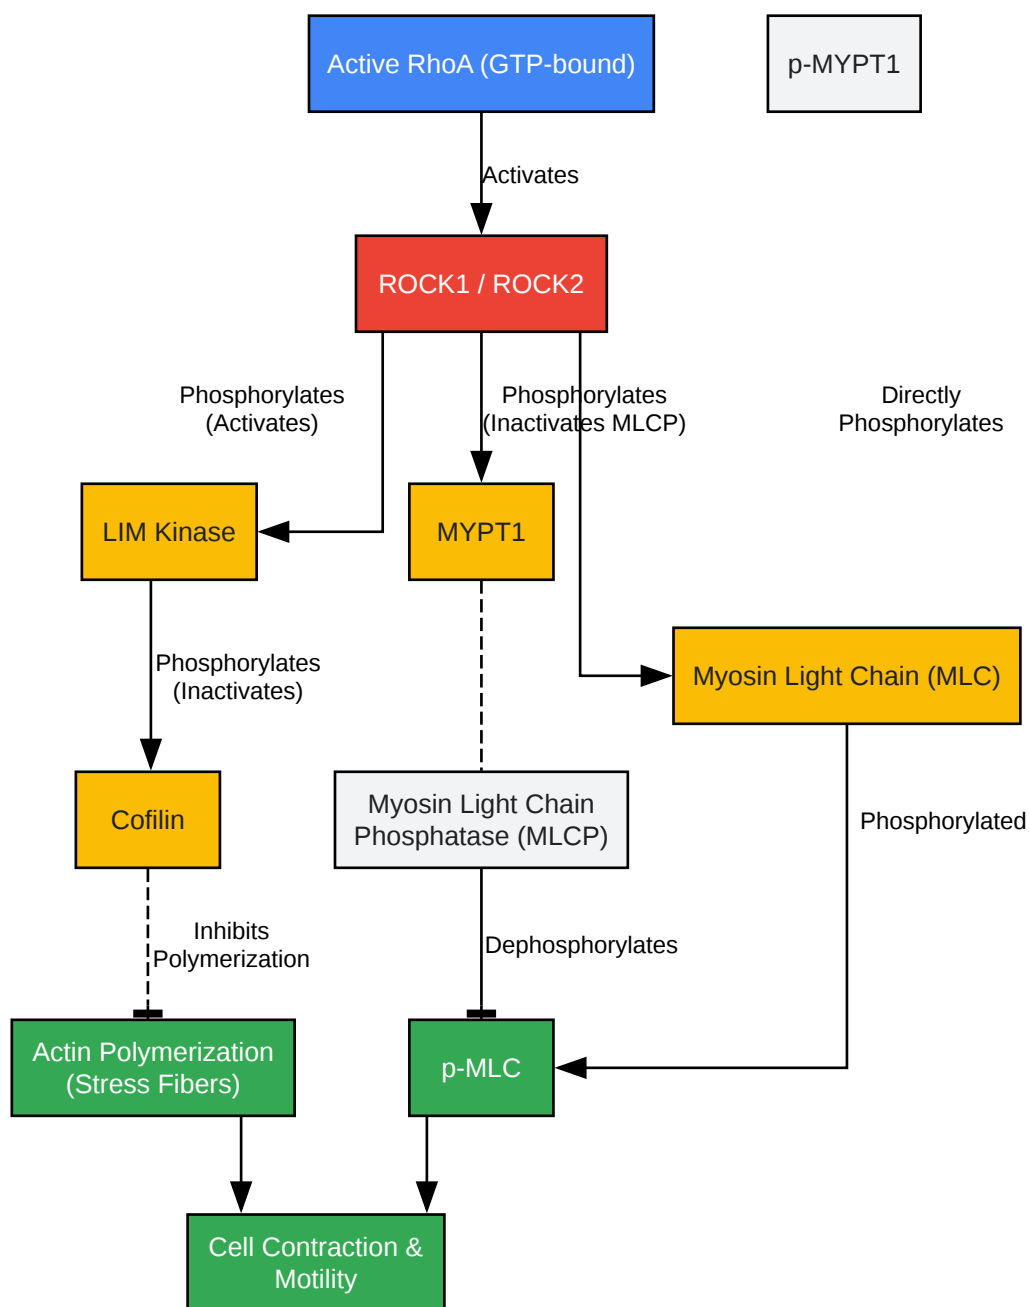 Active RhoA (GTP-bound)
p-MYPT1
Activates
ROCK1 / ROCK2
Phosphorylates
(Activates)
Phosphorylates
(Inactivates MLCP)
Directly
Phosphorylates
LIM Kinase
MYPT1
Phosphorylates
(Inactivates)
Myosin Light Chain (MLC)
Cofilin
Myosin Light Chain
Phosphatase (MLCP)
Phosphorylated
Inhibits
Polymerization
Dephosphorylates
Actin Polymerization
(Stress Fibers)
p-MLC
Cell Contraction &
Motility